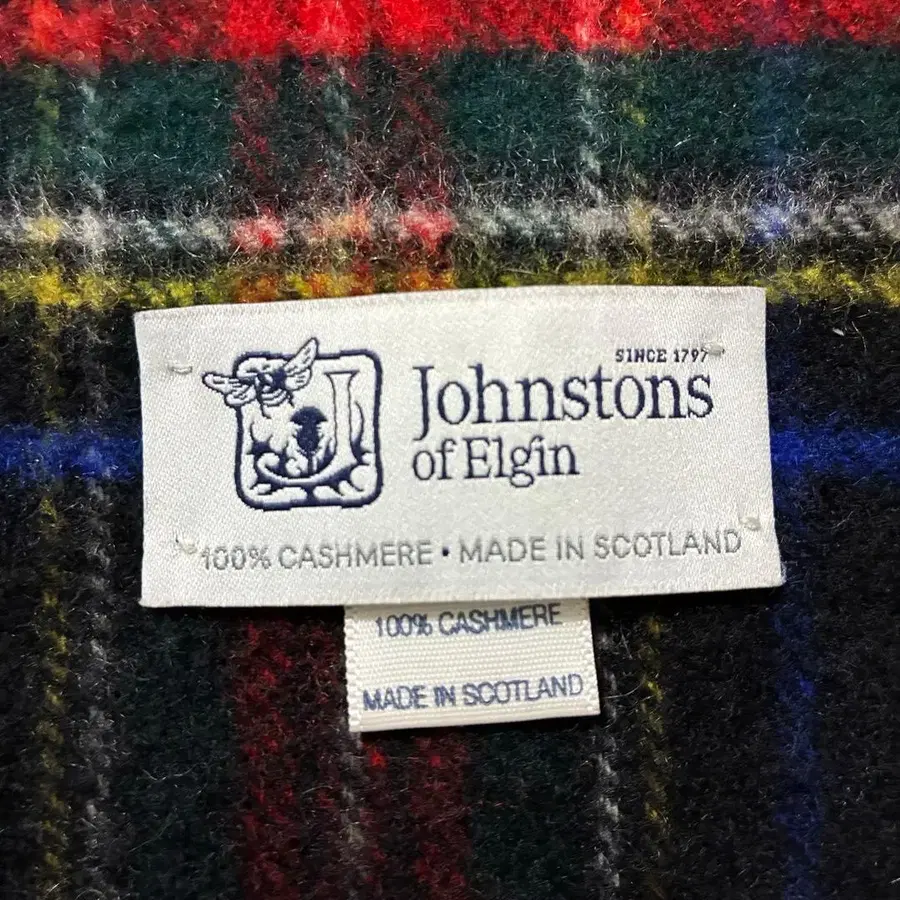 SINCE 1797
Johnstons
of Elgin
100% CASHMERE • MADE IN SCOTLAND
100% CASHMERE
MADE IN SCOTLAND